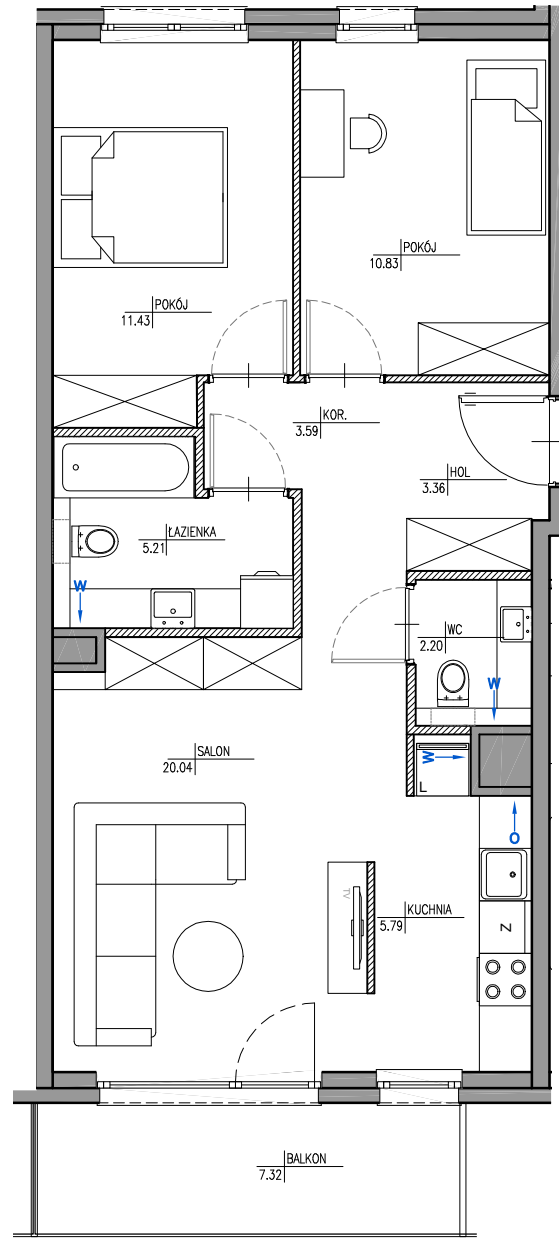 POKÓJ
10.83
POKÓJ
11.43
KOR.
3.59
HOL
3.36
ŁAZIENKA
5.21
W
WC
2.20
W
SALON
20.04
W
L
O
TV
KUCHNIA
5.79
Z
BALKON
7.32